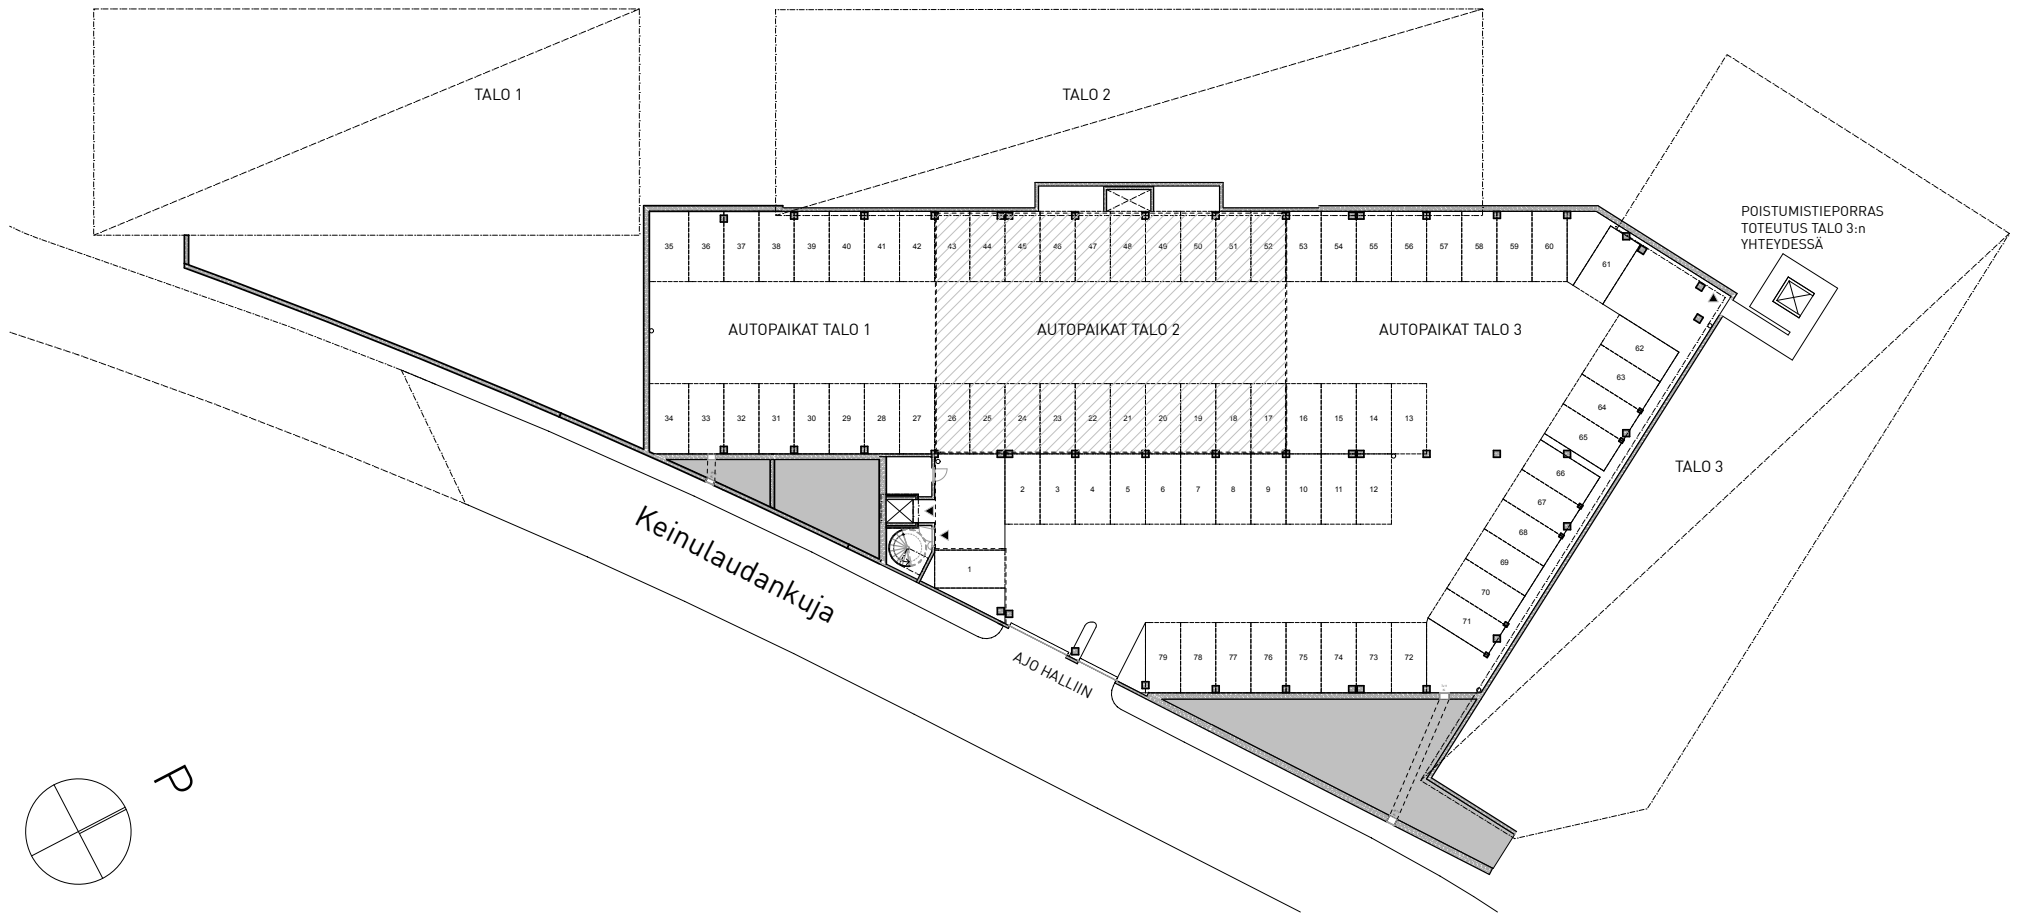 TALO 1
TALO 2
POISTUMISTIEPORRAS
TOTEUTUS TALO 3:n
YHTEYDESSÄ
35 36 37 38 39 40 41 42 43 44 45 46 47 48 49 50 51 52 53 54 55 56 57 58 59 60
61
AUTOPAIKAT TALO 1
AUTOPAIKAT TALO 2
AUTOPAIKAT TALO 3
62
63
64
65
66
67
68
69
70
71
34 33 32 31 30 29 28 27 26 25 24 23 22 21 20 19 18 17 16 15 14 13
TALO 3
2 3 4 5 6 7 8 9 10 11 12
1
Keinulaudankuja
AJO HALLIIN
79 78 77 76 75 74 73 72
P